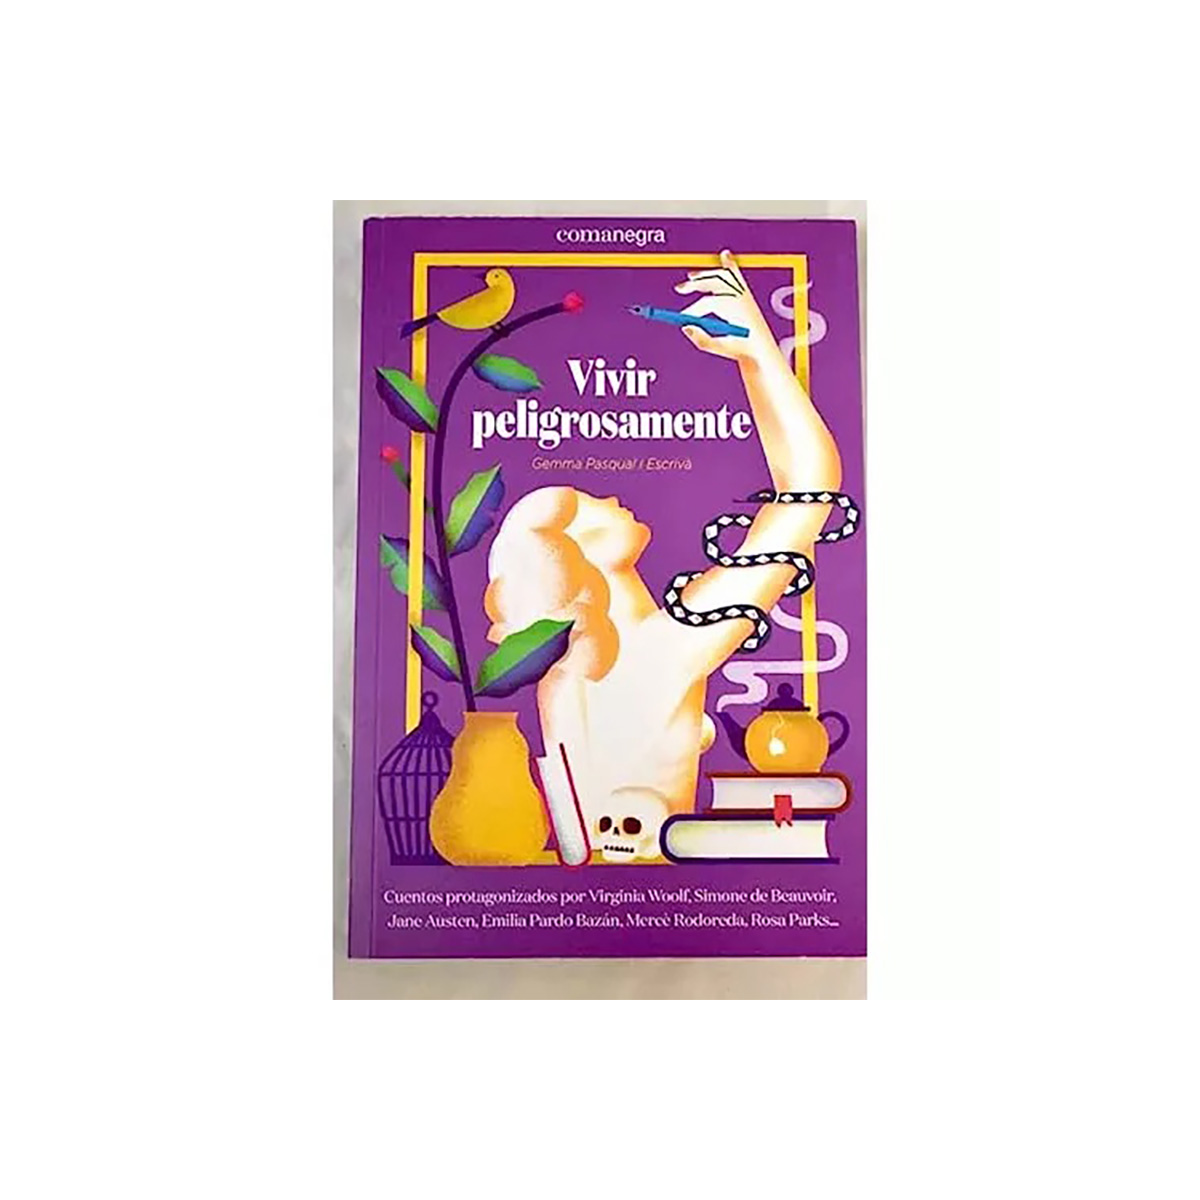 comanegra
Vivir
peligrosamente
Gemma Pasqual i Escrivà
Cuentos protagonizados por Virginia Woolf, Simone de Beauvoir,
Jane Austen, Emilia Pardo Bazán, Mercè Rodoreda, Rosa Parks...